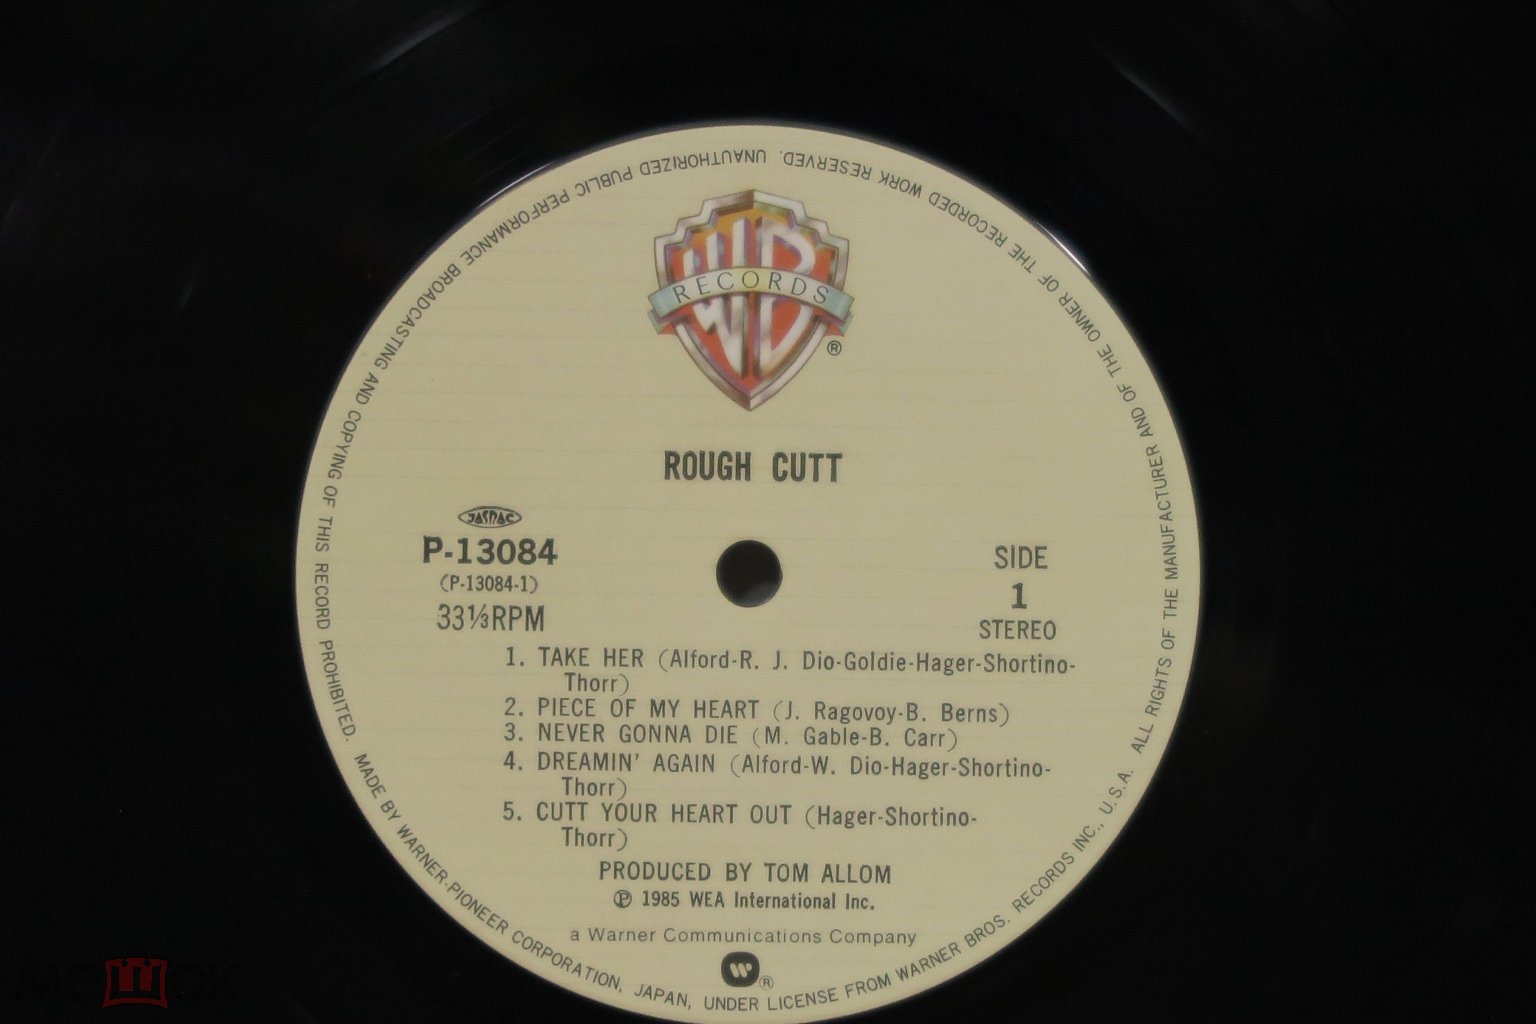 WB
RECORDS
®
ROUGH CUTT
JASRAC
P-13084
(P-13084-1)
33⅓RPM
SIDE
1
STEREO
1. TAKE HER (Alford-R. J. Dio-Goldie-Hager-Shortino-
Thorr)
2. PIECE OF MY HEART (J. Ragovoy-B. Berns)
3. NEVER GONNA DIE (M. Gable-B. Carr)
4. DREAMIN' AGAIN (Alford-W. Dio-Hager-Shortino-
Thorr)
5. CUTT YOUR HEART OUT (Hager-Shortino-
Thorr)
PRODUCED BY TOM ALLOM
℗ 1985 WEA International Inc.
a Warner Communications Company
®
MADE BY WARNER-PIONEER CORPORATION, JAPAN, UNDER LICENSE FROM WARNER BROS. RECORDS INC., U.S.A. ALL RIGHTS OF THE MANUFACTURER AND OF THE OWNER OF THE RECORDED WORK RESERVED. UNAUTHORIZED PUBLIC PERFORMANCE BROADCASTING AND COPYING OF THIS RECORD PROHIBITED.